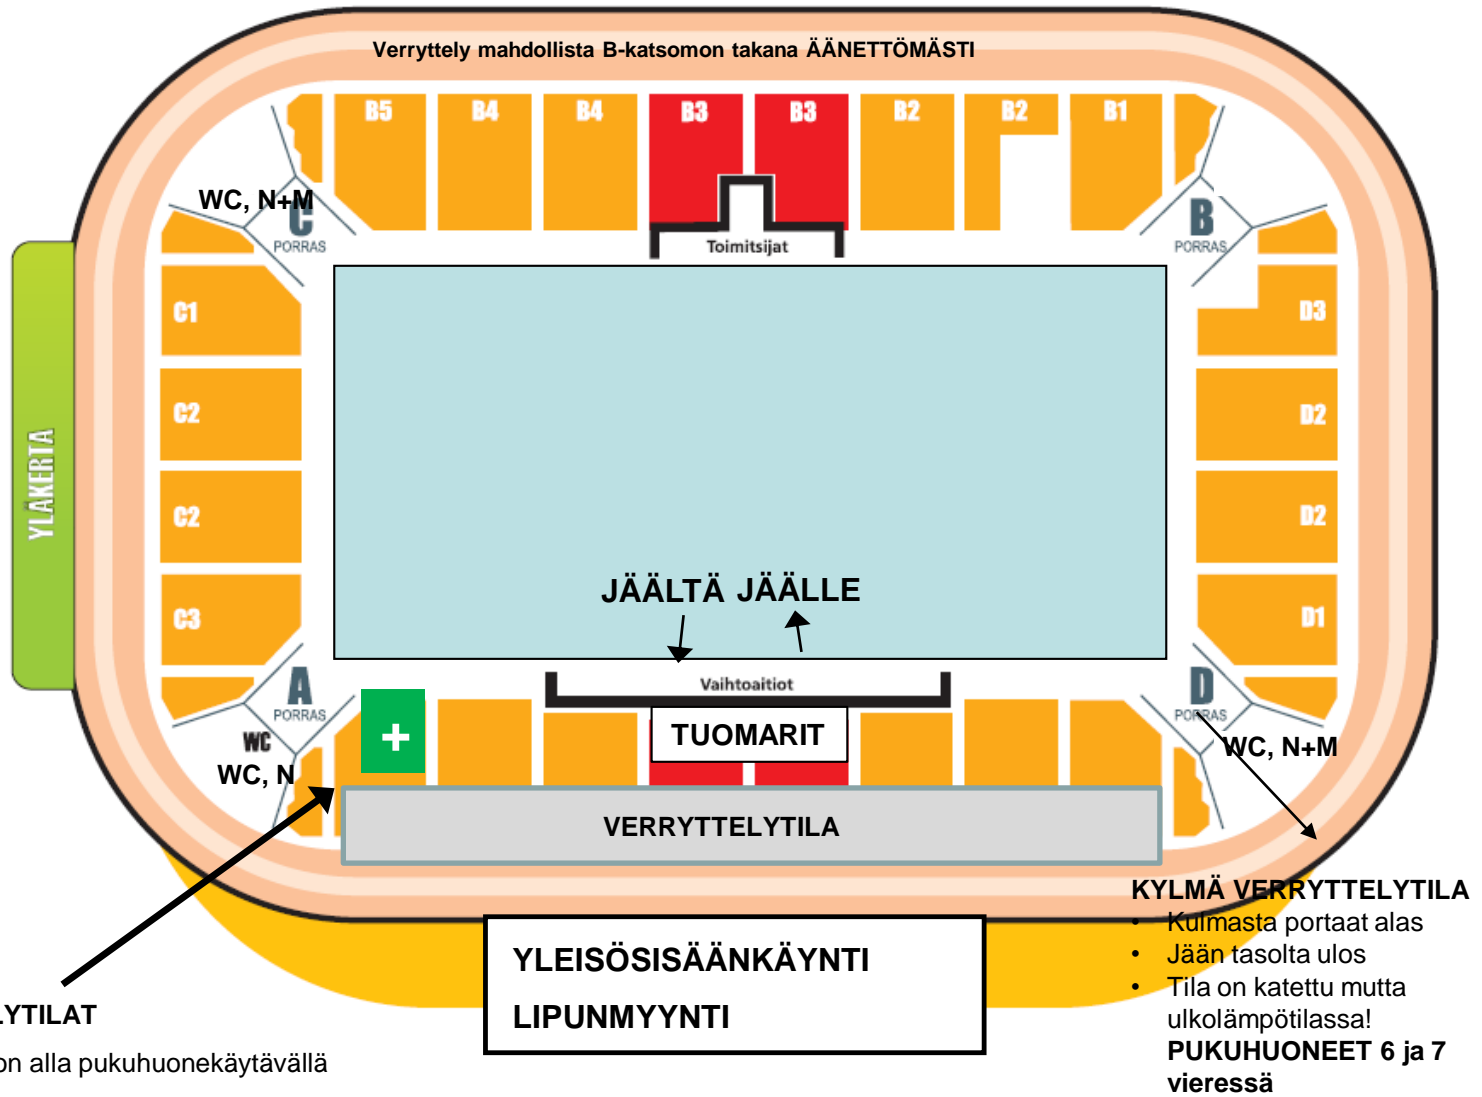 Verryttely mahdollista B-katsomon takana ÄÄNETTÖMÄSTI
B5 B4 B4 B3 B3 B2 B2 B1
WC, N+M
C
PORRAS
B
PORRAS
Toimitsijat
C1
D3
C2
D2
YLÄKERTA
C2
D2
JÄÄLTÄ JÄÄLLE
C3
D1
A
PORRAS
WC
WC, N
Vaihtoaitiot
D
PORRAS
WC, N+M
+
TUOMARIT
VERRYTTELYTILA
KYLMÄ VERRYTTELYTILA
• Kulmasta portaat alas
• Jään tasolta ulos
• Tila on katettu mutta
ulkolämpötilassa!
PUKUHUONEET 6 ja 7
vieressä
YLEISÖSISÄÄNKÄYNTI
LIPUNMYYNTI
LYTILAT
on alla pukuhuonekäytävällä